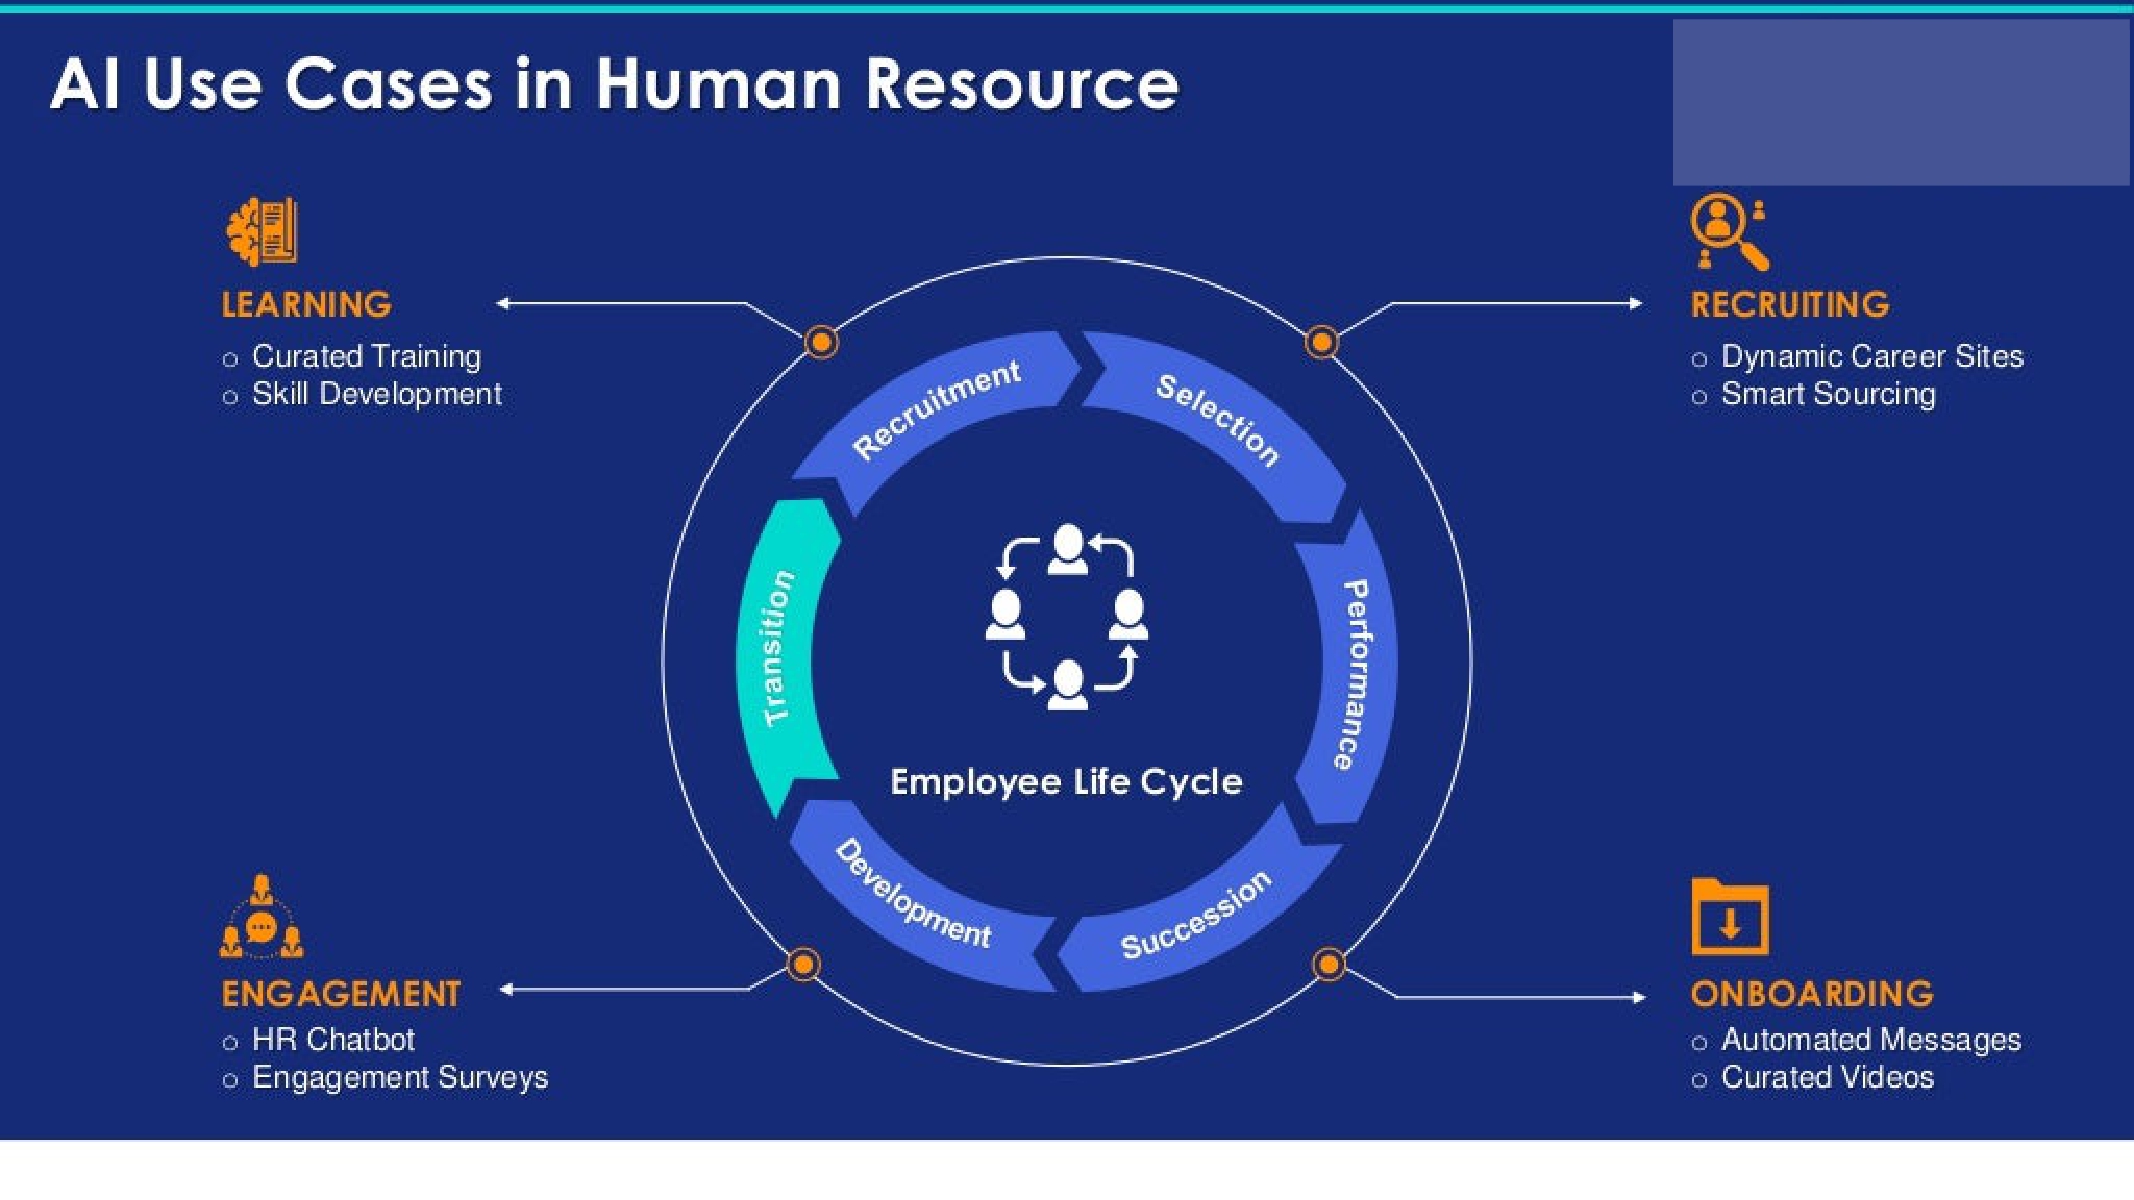 AI Use Cases in Human Resource
LEARNING
o Curated Training
o Skill Development
RECRUITING
o Dynamic Career Sites
o Smart Sourcing
Recruitment
Selection
Performance
Succession
Development
Transition
Employee Life Cycle
ENGAGEMENT
o HR Chatbot
o Engagement Surveys
ONBOARDING
o Automated Messages
o Curated Videos